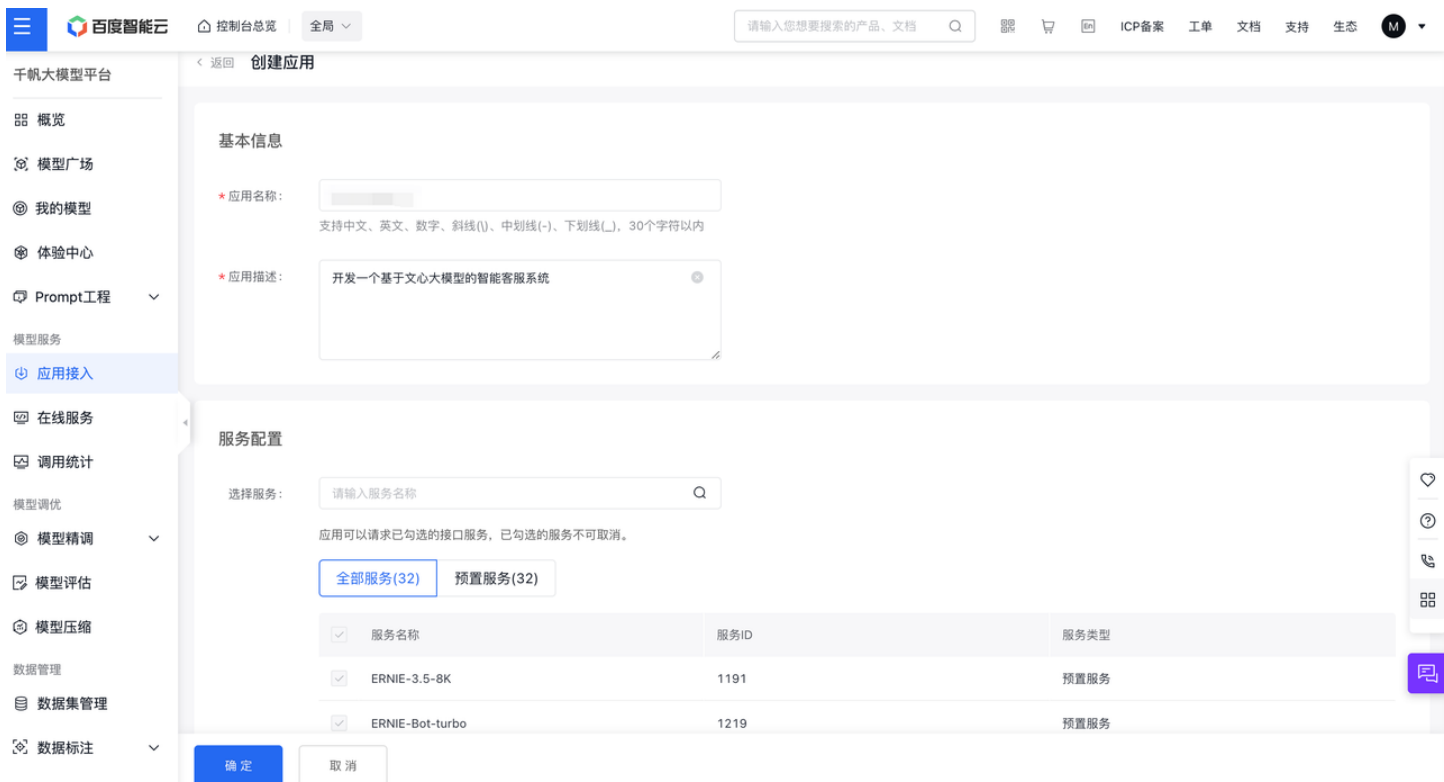 百度智能云 控制台总览 全局 请输入您想要搜索的产品、文档 En ICP备案 工单 文档 支持 生态 M
千帆大模型平台
返回 创建应用
概览
模型广场
我的模型
体验中心
Prompt工程
模型服务
应用接入
在线服务
调用统计
模型调优
模型精调
模型评估
模型压缩
数据管理
数据集管理
数据标注
基本信息
* 应用名称:
支持中文、英文、数字、斜线(\)、中划线(-)、下划线(_)，30个字符以内
* 应用描述: 开发一个基于文心大模型的智能客服系统
服务配置
选择服务: 请输入服务名称
应用可以请求已勾选的接口服务，已勾选的服务不可取消。
全部服务(32) 预置服务(32)
服务名称 服务ID 服务类型
ERNIE-3.5-8K 1191 预置服务
ERNIE-Bot-turbo 1219 预置服务
确定 取消